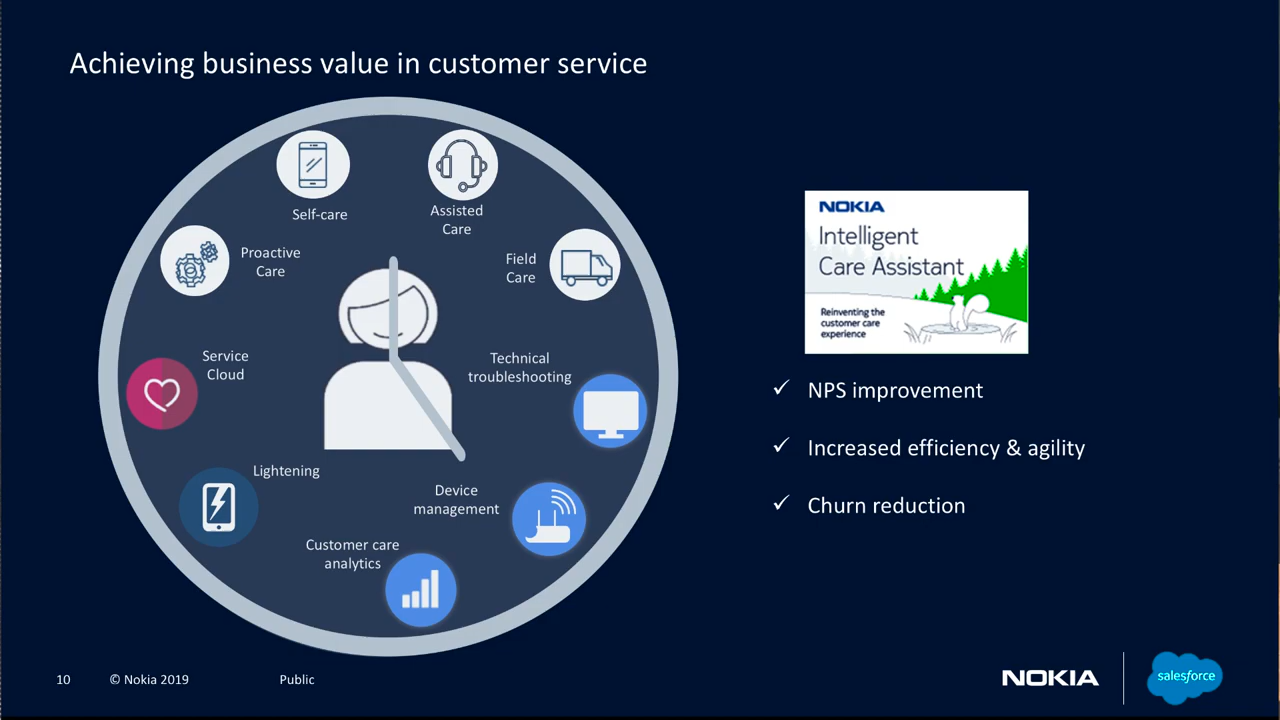 Achieving business value in customer service
Self-care
Assisted
Care
Proactive
Care
Field
Care
Service
Cloud
Technical
troubleshooting
Lightening
Device
management
Customer care
analytics
NOKIA
Intelligent
Care Assistant
Reinventing the
customer care
experience
✓ NPS improvement
✓ Increased efficiency & agility
✓ Churn reduction
10 © Nokia 2019 Public
NOKIA
salesforce